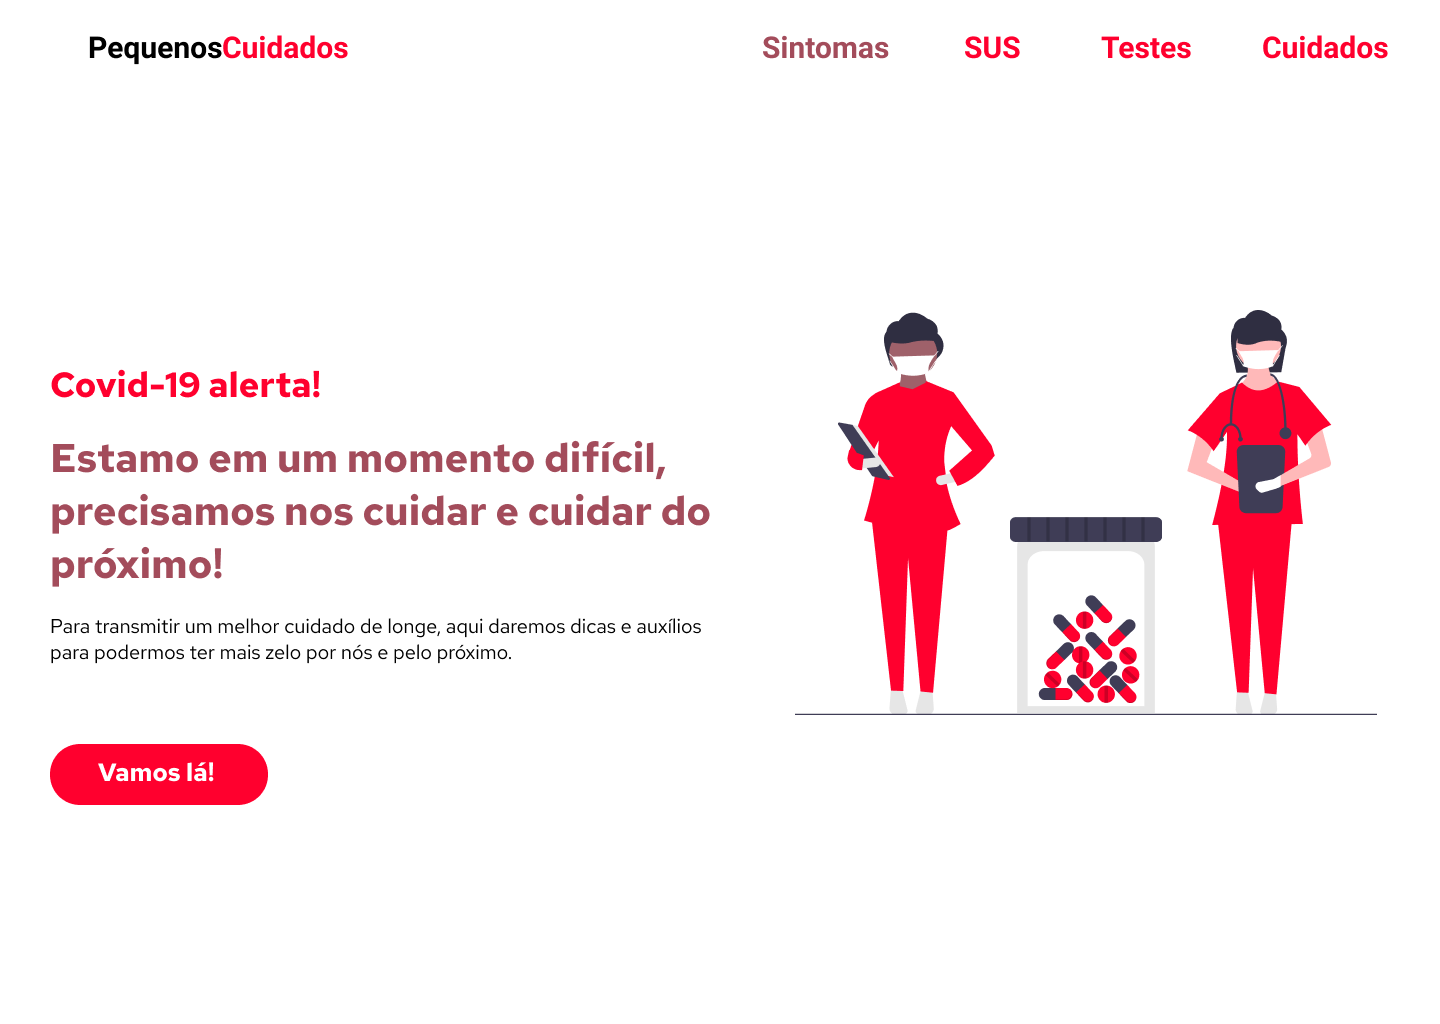 PequenosCuidados
Sintomas
SUS
Testes
Cuidados
Covid-19 alerta!
Estamo em um momento difícil,
precisamos nos cuidar e cuidar do
próximo!
Para transmitir um melhor cuidado de longe, aqui daremos dicas e auxílios
para podermos ter mais zelo por nós e pelo próximo.
Vamos lá!